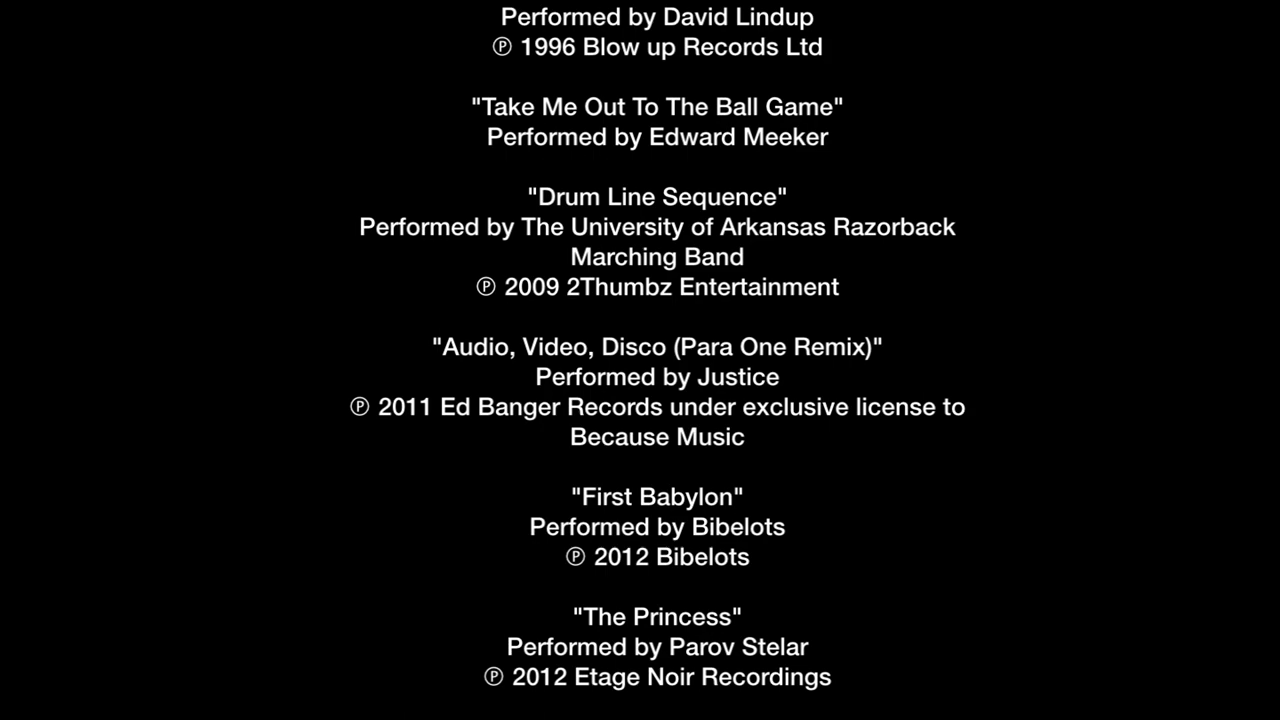 Performed by David Lindup
℗ 1996 Blow up Records Ltd
"Take Me Out To The Ball Game"
Performed by Edward Meeker
"Drum Line Sequence"
Performed by The University of Arkansas Razorback
Marching Band
℗ 2009 2Thumbz Entertainment
"Audio, Video, Disco (Para One Remix)"
Performed by Justice
℗ 2011 Ed Banger Records under exclusive license to
Because Music
"First Babylon"
Performed by Bibelots
℗ 2012 Bibelots
"The Princess"
Performed by Parov Stelar
℗ 2012 Etage Noir Recordings